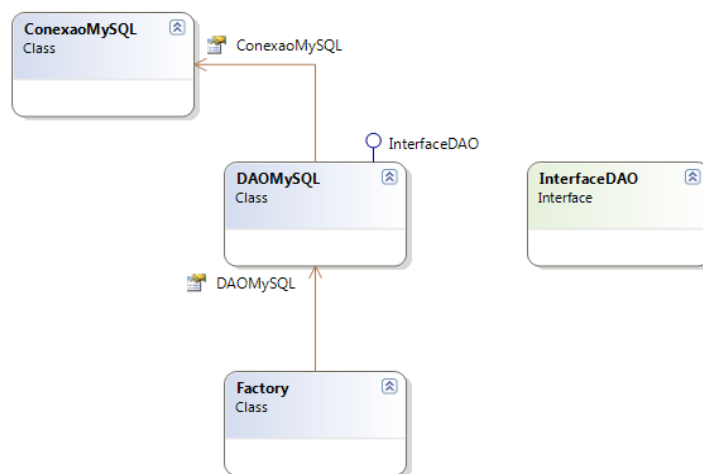 ConexaoMySQL
Class
ConexaoMySQL
InterfaceDAO
DAOMySQL
Class
InterfaceDAO
Interface
DAOMySQL
Factory
Class